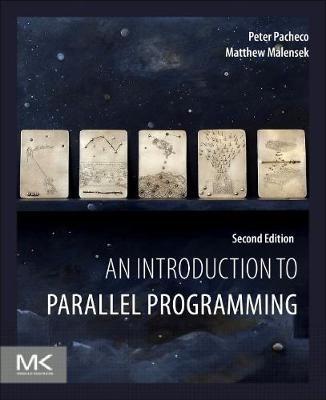 Peter Pacheco
Matthew Malensek
Second Edition
AN INTRODUCTION TO
PARALLEL PROGRAMMING
MK